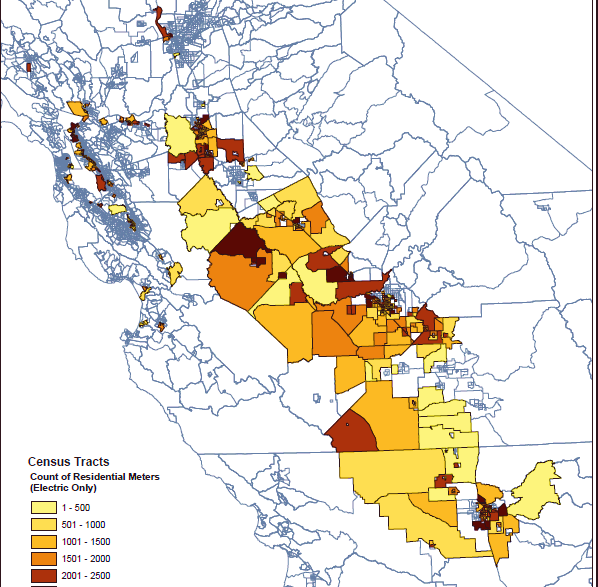 Census Tracts
Count of Residential Meters
(Electric Only)
1 - 500
501 - 1000
1001 - 1500
1501 - 2000
2001 - 2500